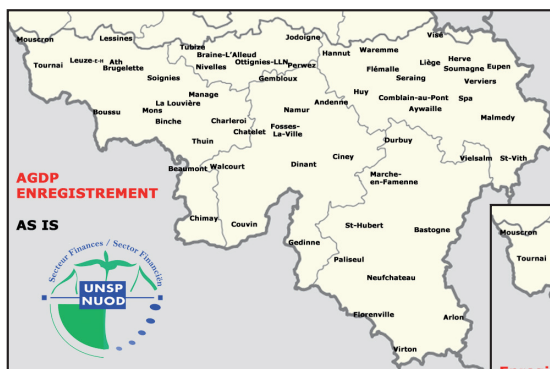 Mouscron
Lessines
Tournai
Leuze-E-H
Ath
Brugelette
Soignies
Tubize
Braine-L'Alleud
Nivelles
Ottignies-LLN
Jodoigne
Perwez
Gembloux
Hannut
Waremme
Visé
Flémalle
Liège
Herve
Soumagne
Eupen
Seraing
Verviers
Huy
Comblain-au-Pont
Spa
Aywaille
Malmedy
Manage
La Louvière
Boussu
Mons
Binche
Charleroi
Chatelet
Thuin
Namur
Andenne
Fosses-
La-Ville
Durbuy
Vielsalm
St-Vith
Beaumont
Walcourt
Dinant
Ciney
Marche-
en-Famenne
Chimay
Couvin
Gedinne
St-Hubert
Bastogne
Paliseul
Neufchateau
Florenville
Arlon
Virton
AGDP
ENREGISTREMENT
AS IS
Secteur Finances / Sector Financiën
UNSP
NUOD
Mouscron
Tournai